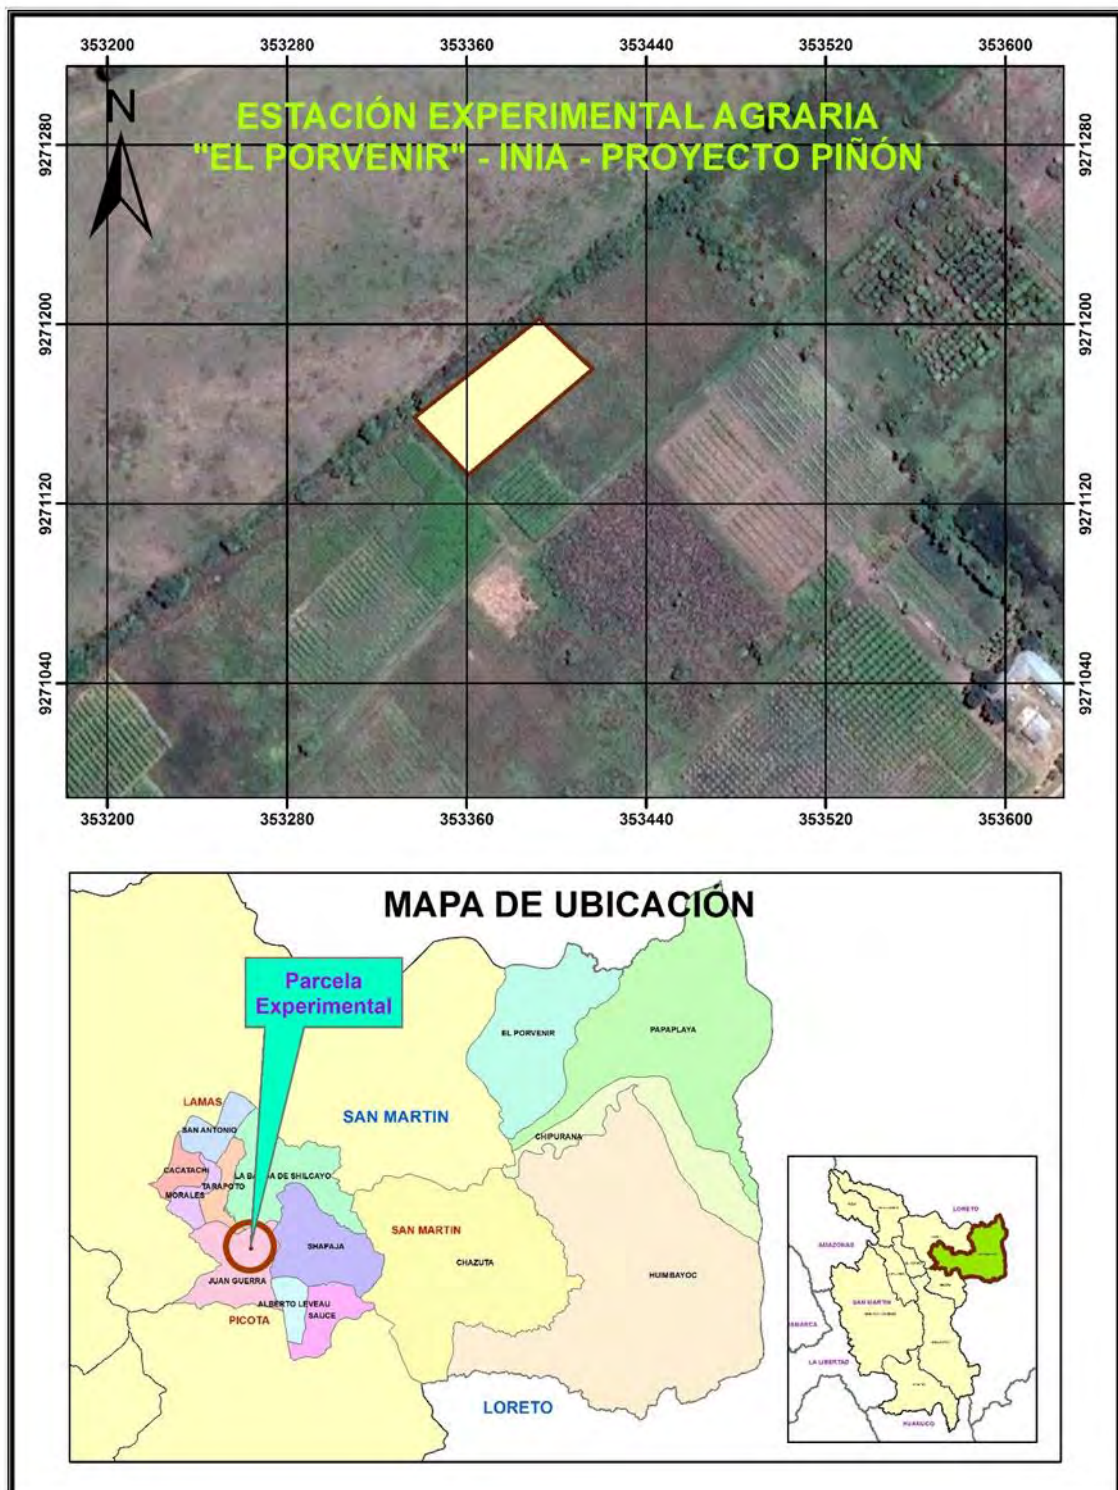 353200 353280 353360 353440 353520 353600
N
ESTACIÓN EXPERIMENTAL AGRARIA
"EL PORVENIR" - INIA - PROYECTO PIÑÓN
9271280 9271280
9271200 9271200
9271120 9271120
9271040 9271040
353200 353280 353360 353440 353520 353600
MAPA DE UBICACIÓN
Parcela
Experimental
EL PORVENIR
PAPAPLAYA
LAMAS
SAN MARTIN
SAN ANTONIO
CHIPURANA
CACATACHI
LA BANDA DE SHILCAYO
TARAPOTO
MORALES
SAN MARTIN
SHAPAJA
CHAZUTA
HUIMBAYOC
JUAN GUERRA
ALBERTO LEVEAU
SAUCE
PICOTA
LORETO
LORETO
AMAZONAS
SAN MARTIN
LA LIBERTAD
HUANUCO